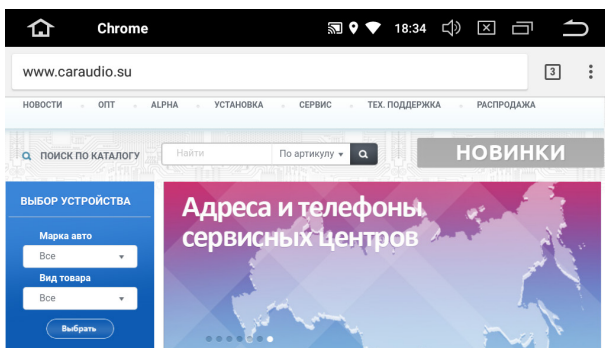 Chrome 18:34
www.caraudio.su 3
НОВОСТИ ОПТ ALPHA УСТАНОВКА СЕРВИС ТЕХ. ПОДДЕРЖКА РАСПРОДАЖА
ПОИСК ПО КАТАЛОГУ Найти По артикулу НОВИНКИ
ВЫБОР УСТРОЙСТВА
Марка авто
Все
Вид товара
Все
Выбрать
Адреса и телефоны
сервисных центров